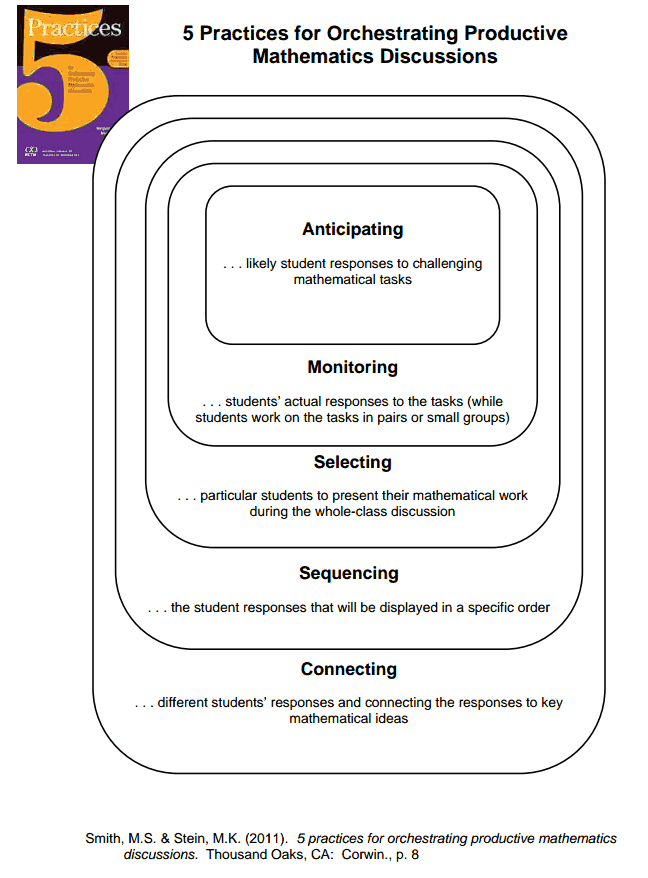 Practices
5
5 Practices for Orchestrating Productive
Mathematics Discussions
Anticipating
. . . likely student responses to challenging
mathematical tasks
Monitoring
. . . students’ actual responses to the tasks (while
students work on the tasks in pairs or small groups)
Selecting
. . . particular students to present their mathematical work
during the whole-class discussion
Sequencing
. . . the student responses that will be displayed in a specific order
Connecting
. . . different students’ responses and connecting the responses to key
mathematical ideas
Smith, M.S. & Stein, M.K. (2011). 5 practices for orchestrating productive mathematics
discussions. Thousand Oaks, CA: Corwin., p. 8